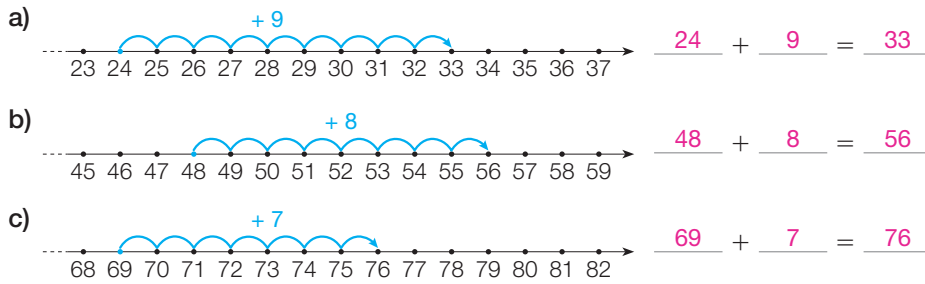 a)
+ 9
23 24 25 26 27 28 29 30 31 32 33 34 35 36 37
24 + 9 = 33
b)
+ 8
45 46 47 48 49 50 51 52 53 54 55 56 57 58 59
48 + 8 = 56
c)
+ 7
68 69 70 71 72 73 74 75 76 77 78 79 80 81 82
69 + 7 = 76